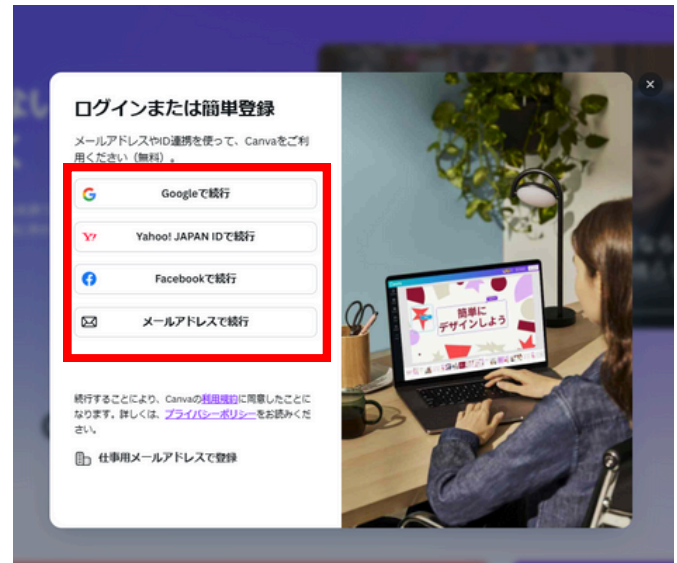 ログインまたは簡単登録
メールアドレスやID連携を使って、Canvaをご利
用ください（無料）。
Googleで続行
Yahoo! JAPAN IDで続行
Facebookで続行
メールアドレスで続行
続行することにより、Canvaの利用規約に同意したことに
なります。詳しくは、プライバシーポリシーをお読みくだ
さい。
仕事用メールアドレスで登録
簡単に
デザインしよう